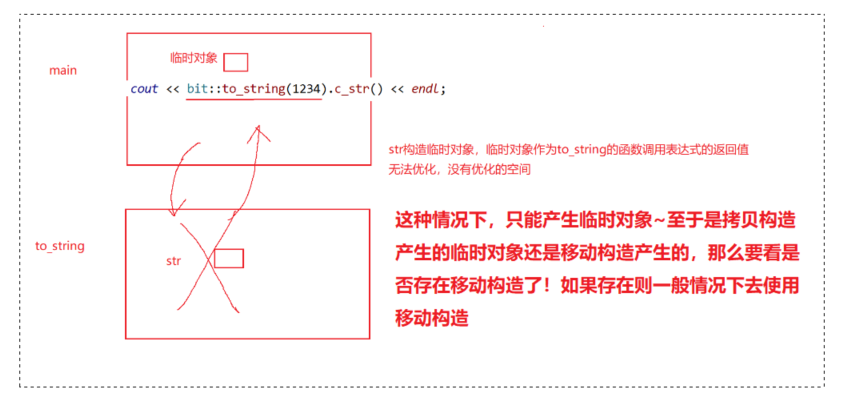 main
临时对象
cout << bit::to_string(1234).c_str() << endl;
str构造临时对象，临时对象作为to_string的函数调用表达式的返回值
无法优化，没有优化的空间
to_string
str
这种情况下，只能产生临时对象~至于是拷贝构造
产生的临时对象还是移动构造产生的，那么要看是
否存在移动构造了！如果存在则一般情况下去使用
移动构造